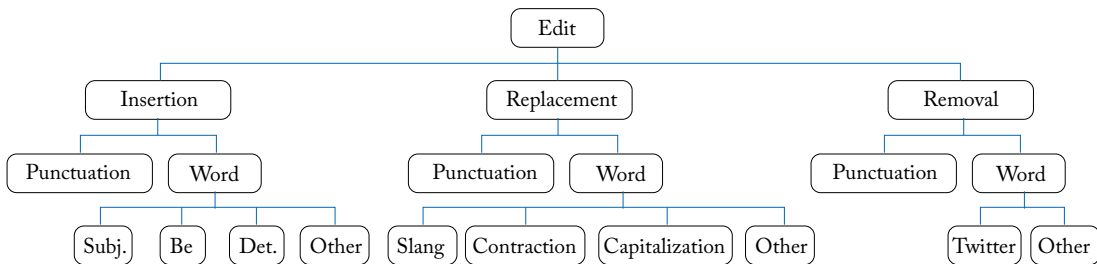 Edit
Insertion Replacement Removal
Punctuation Word Punctuation Word Punctuation Word
Subj. Be Det. Other Slang Contraction Capitalization Other Twitter Other